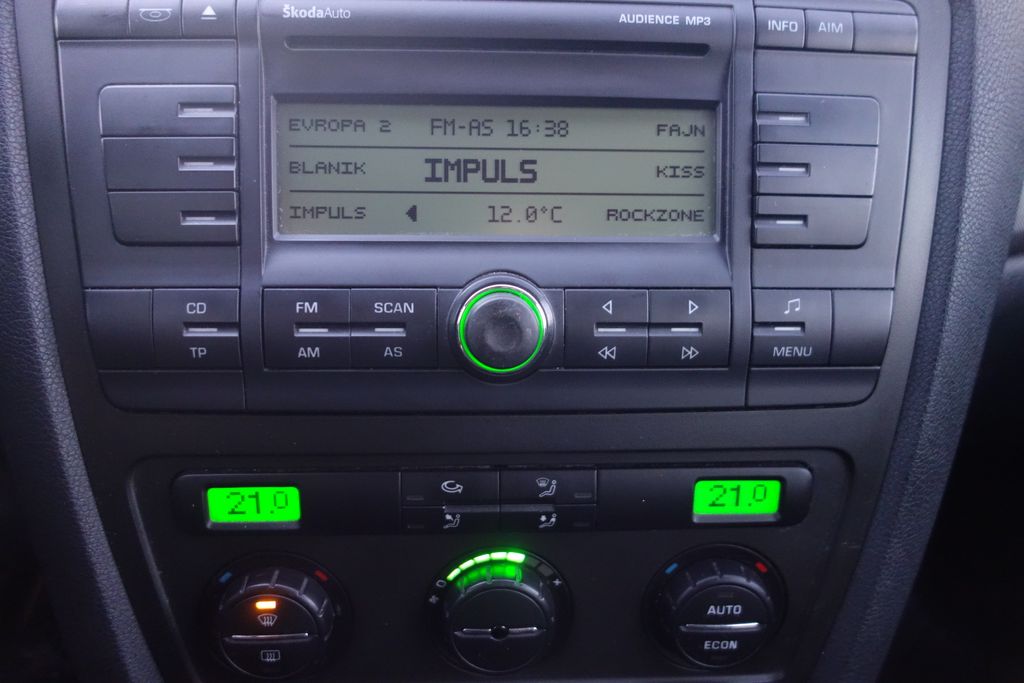 ŠkodaAuto
AUDIENCE MP3
INFO
AIM
EVROPA 2 FM-AS 16:38 FAJN
BLANIK IMPULS KISS
IMPULS 12.0°C ROCKZONE
CD
TP
FM
AM
SCAN
AS
MENU
21.0
21.0
AUTO
ECON